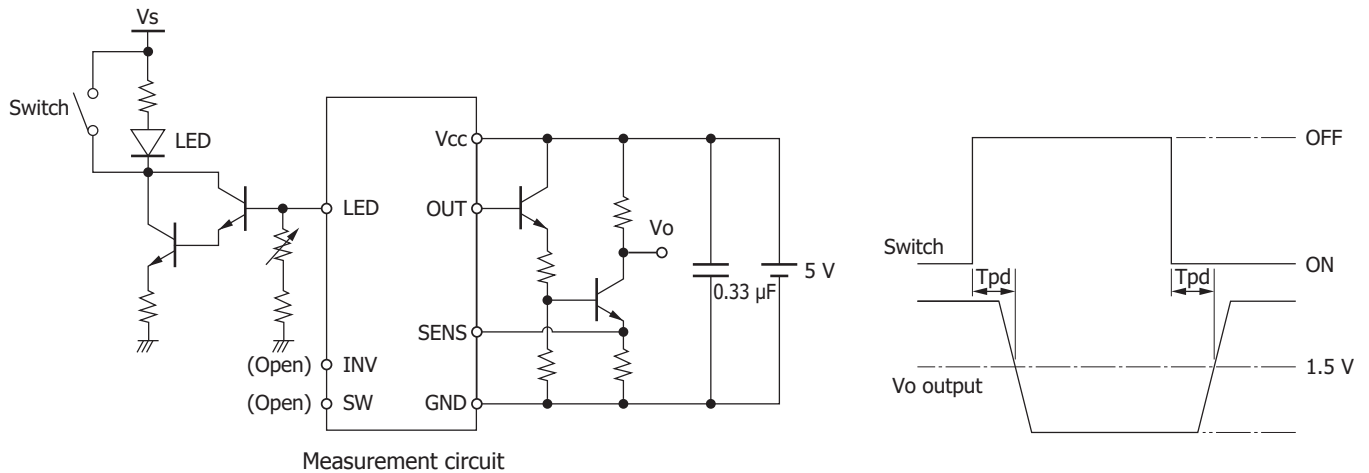 Vs
Switch
LED
Vcc
LED
OUT
Vo
5 V
0.33 μF
SENS
(Open) INV
(Open) SW
GND
Measurement circuit
OFF
Switch
ON
Tpd
Tpd
1.5 V
Vo output